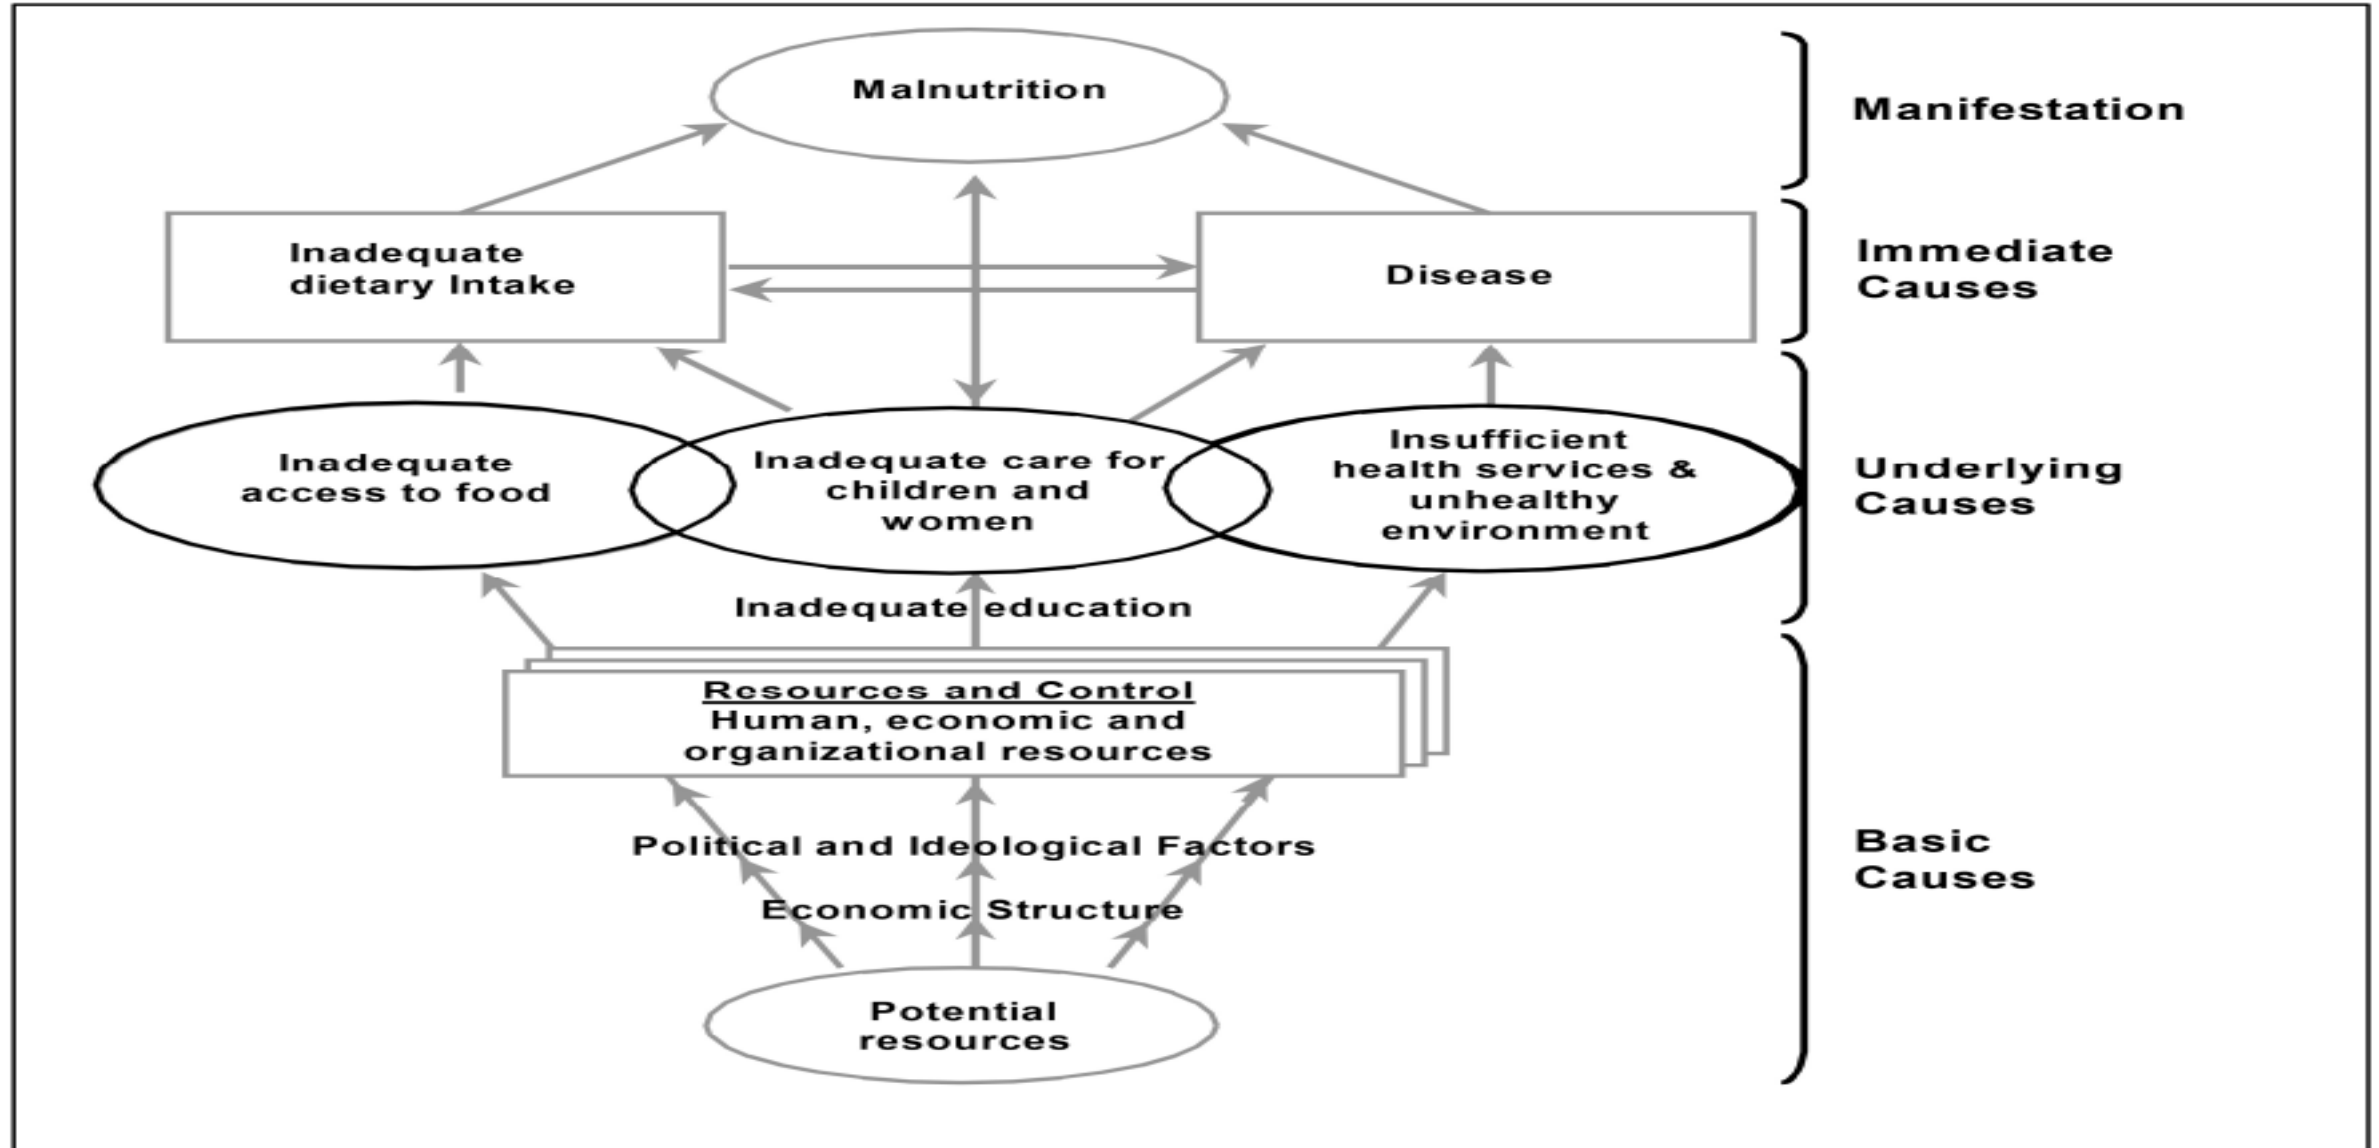 Malnutrition
Manifestation
Inadequate
dietary Intake
Disease
Immediate
Causes
Inadequate
access to food
Inadequate care for
children and
women
Insufficient
health services &
unhealthy
environment
Underlying
Causes
Inadequate education
Resources and Control
Human, economic and
organizational resources
Political and Ideological Factors
Economic Structure
Basic
Causes
Potential
resources